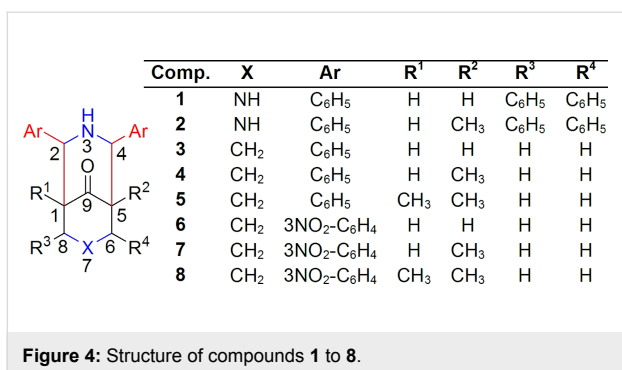 Comp. X Ar R¹ R² R³ R⁴
1 NH C₆H₅ H H C₆H₅ C₆H₅
2 NH C₆H₅ H CH₃ C₆H₅ C₆H₅
3 CH₂ C₆H₅ H H H H
4 CH₂ C₆H₅ H CH₃ H H
5 CH₂ C₆H₅ CH₃ CH₃ H H
6 CH₂ 3NO₂-C₆H₄ H H H H
7 CH₂ 3NO₂-C₆H₄ H CH₃ H H
8 CH₂ 3NO₂-C₆H₄ CH₃ CH₃ H H
H
Ar N Ar
2 3 4
O
R¹ 9 R²
1 5
R³ 8 X 6 R⁴
7
Figure 4: Structure of compounds 1 to 8.